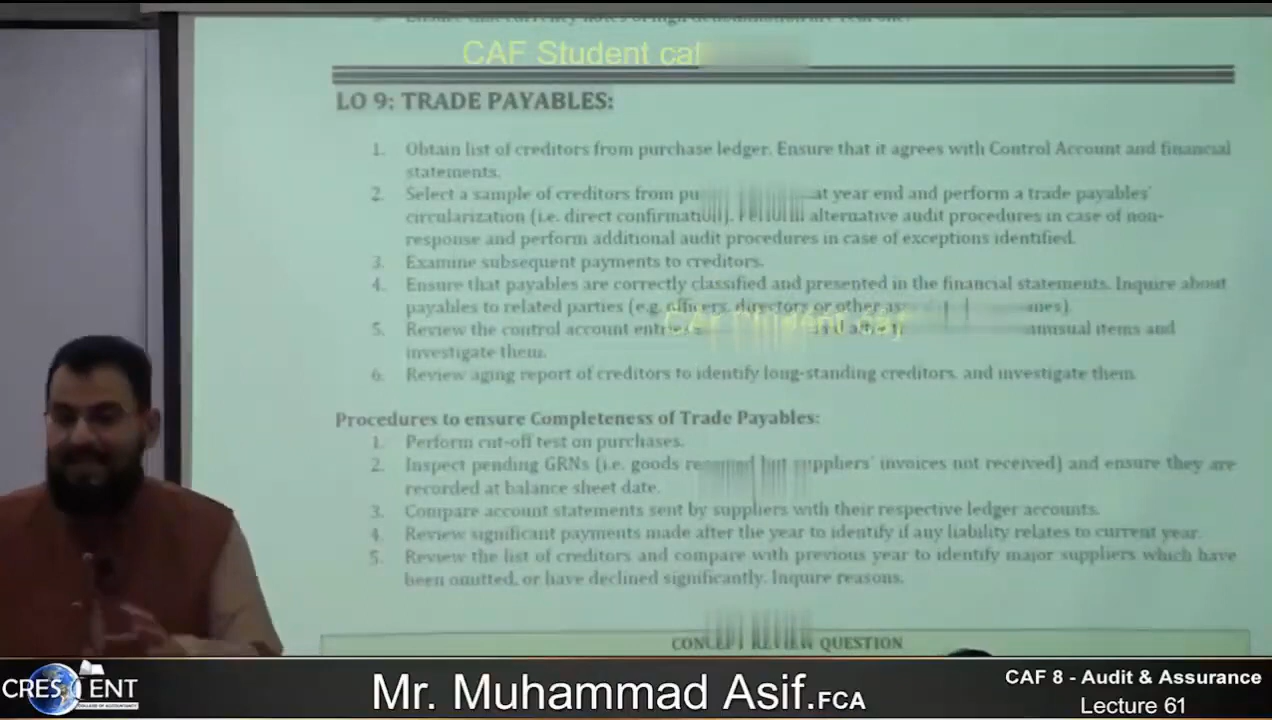 CAF Student cal
LO 9: TRADE PAYABLES:
1. Obtain list of creditors from purchase ledger. Ensure that it agrees with Control Account and financial
statements.
2. Select a sample of creditors from at year end and perform a trade payables'
circularization (i.e. direct confirmation). Perform alternative audit procedures in case of non-
response and perform additional audit procedures in case of exceptions identified.
3. Examine subsequent payments to creditors.
4. Ensure that payables are correctly classified and presented in the financial statements. Inquire about
payables to related parties (e.g. officers, directors or other
5. Review the control account unusual items and
investigate them.
6. Review aging report of creditors to identify long-standing creditors, and investigate them.
Procedures to ensure Completeness of Trade Payables:
1. Perform cut-off test on purchases.
2. Inspect pending GRNs (i.e. goods received but suppliers' invoices not received) and ensure they are
recorded at balance sheet date.
3. Compare account statements sent by suppliers with their respective ledger accounts.
4. Review significant payments made after the year to identify if any liability relates to current year.
5. Review the list of creditors and compare with previous year to identify major suppliers which have
been omitted, or have declined significantly. Inquire reasons.
CONCEPT REVIEW QUESTION
CRESCENT
Mr. Muhammad Asif.FCA
CAF 8 - Audit & Assurance
Lecture 61